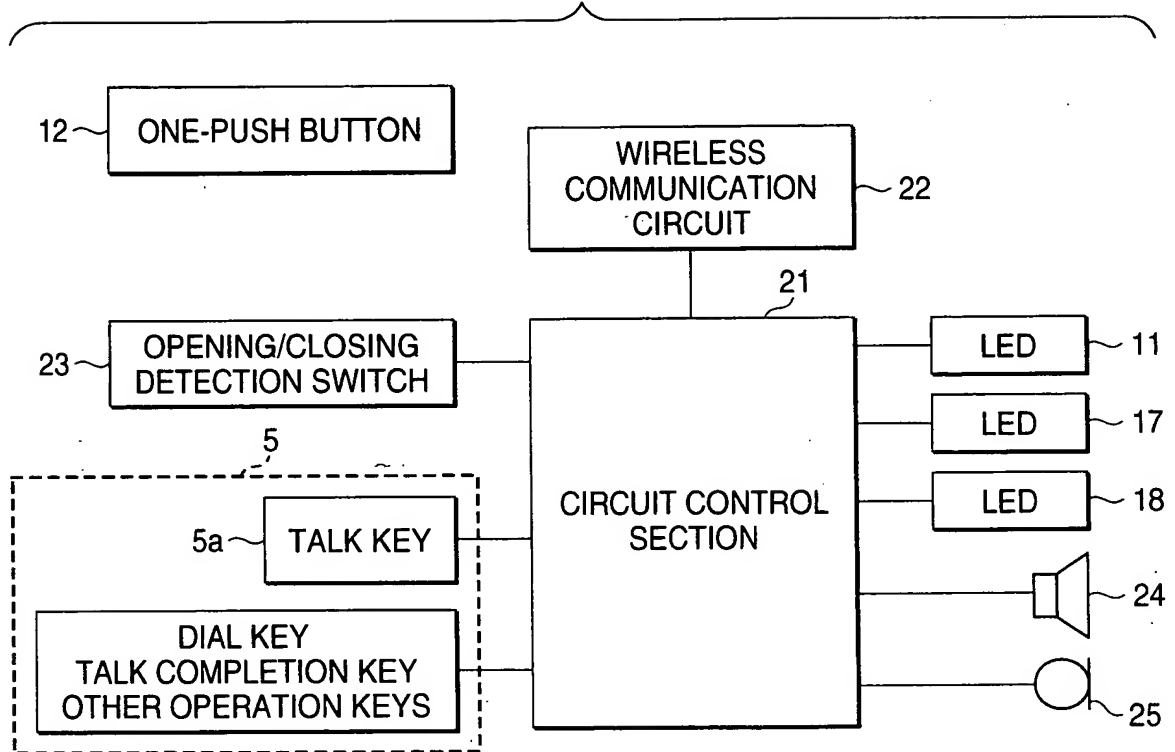 12
ONE-PUSH BUTTON
WIRELESS
COMMUNICATION
CIRCUIT
22
21
23
OPENING/CLOSING
DETECTION SWITCH
LED
11
LED
17
5
LED
18
5a
TALK KEY
CIRCUIT CONTROL
SECTION
24
DIAL KEY
TALK COMPLETION KEY
OTHER OPERATION KEYS
25